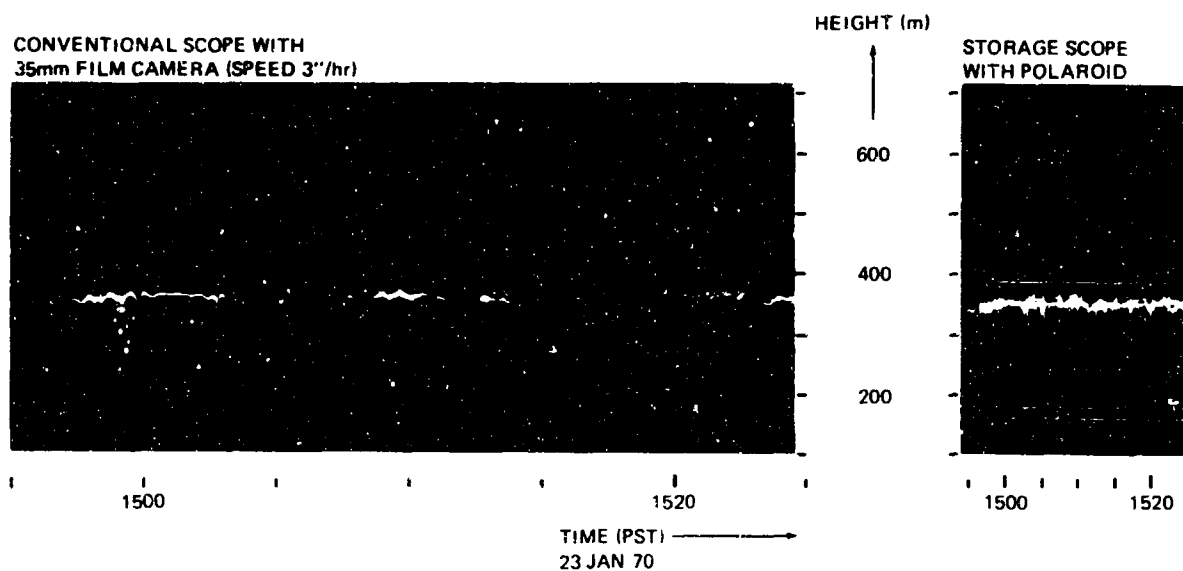 CONVENTIONAL SCOPE WITH
35mm FILM CAMERA (SPEED 3"/hr)
HEIGHT (m)
STORAGE SCOPE
WITH POLAROID
600
400
200
1500
1520
1500
1520
TIME (PST)
23 JAN 70